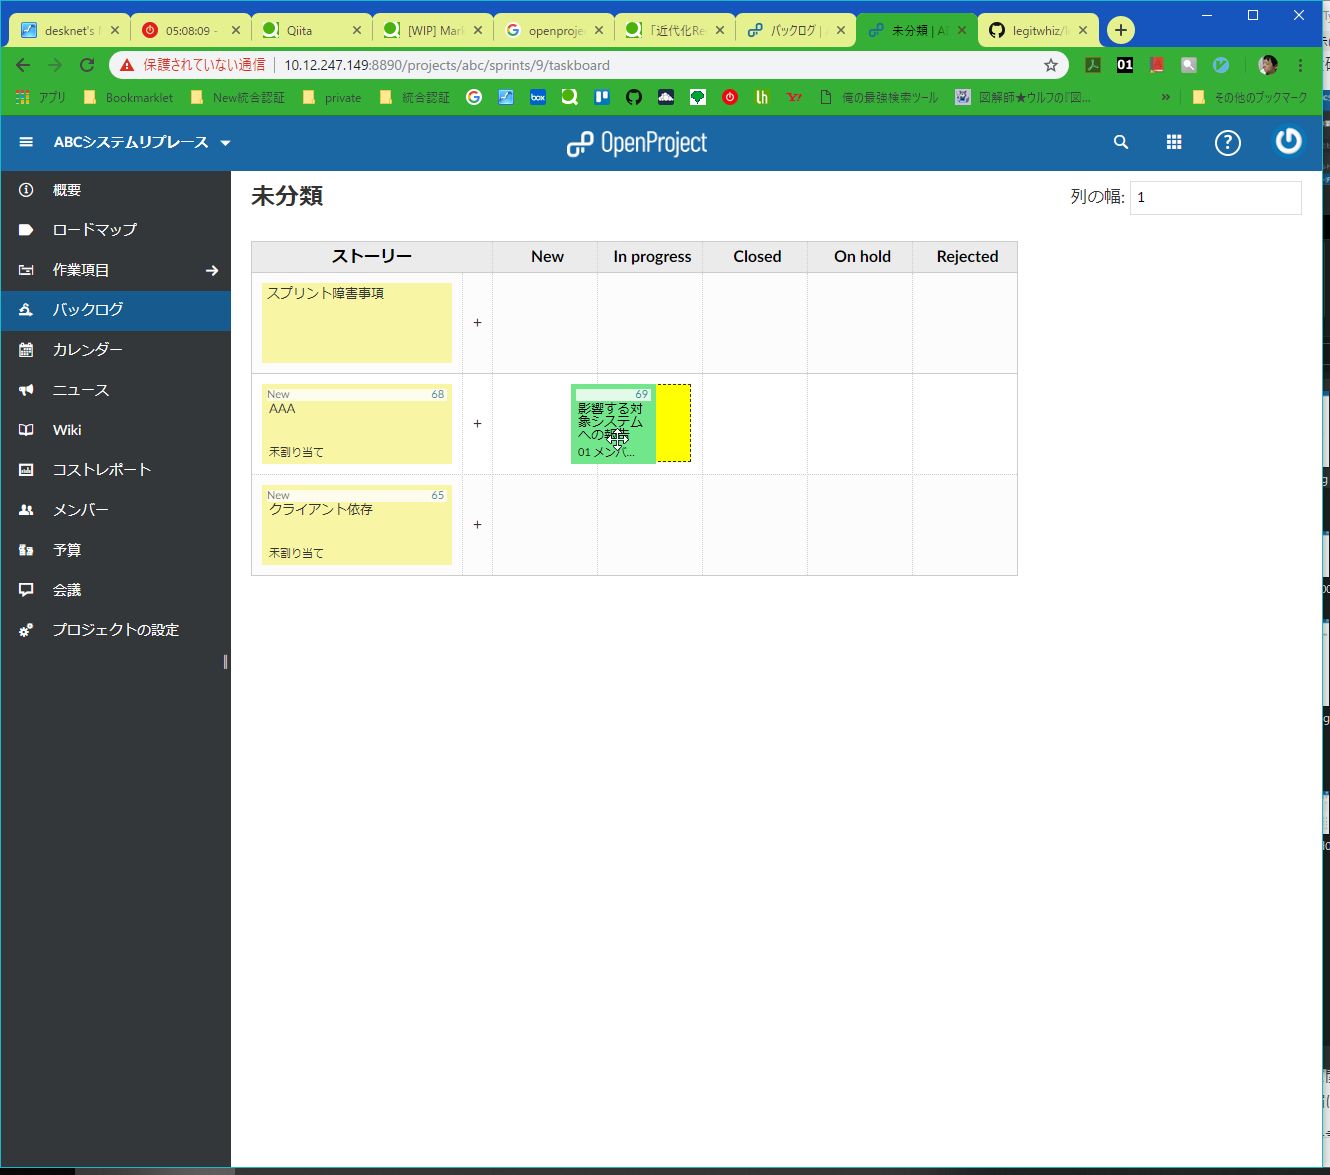 desknet's
05:08:09 -
Qiita
[WIP] Mar
openproje
「近代化Re
バックログ |
未分類 | A
legitwhiz/
保護されていない通信 | 10.12.247.149:8890/projects/abc/sprints/9/taskboard
01
アプリ
Bookmarklet
New統合認証
private
統合認証
box
lh
Y!
俺の最強検索ツール
図解師★ウルフの『図...
»
その他のブックマーク
ABCシステムリプレース
OpenProject
?
概要
ロードマップ
作業項目
バックログ
カレンダー
ニュース
Wiki
コストレポート
メンバー
予算
会議
プロジェクトの設定
未分類
列の幅: 1
ストーリー New In progress Closed On hold Rejected
スプリント障害事項
+
New 68
AAA
未割り当て
+
69
影響する対
象システム
への報告
01 メンバ...
New 65
クライアント依存
未割り当て
+